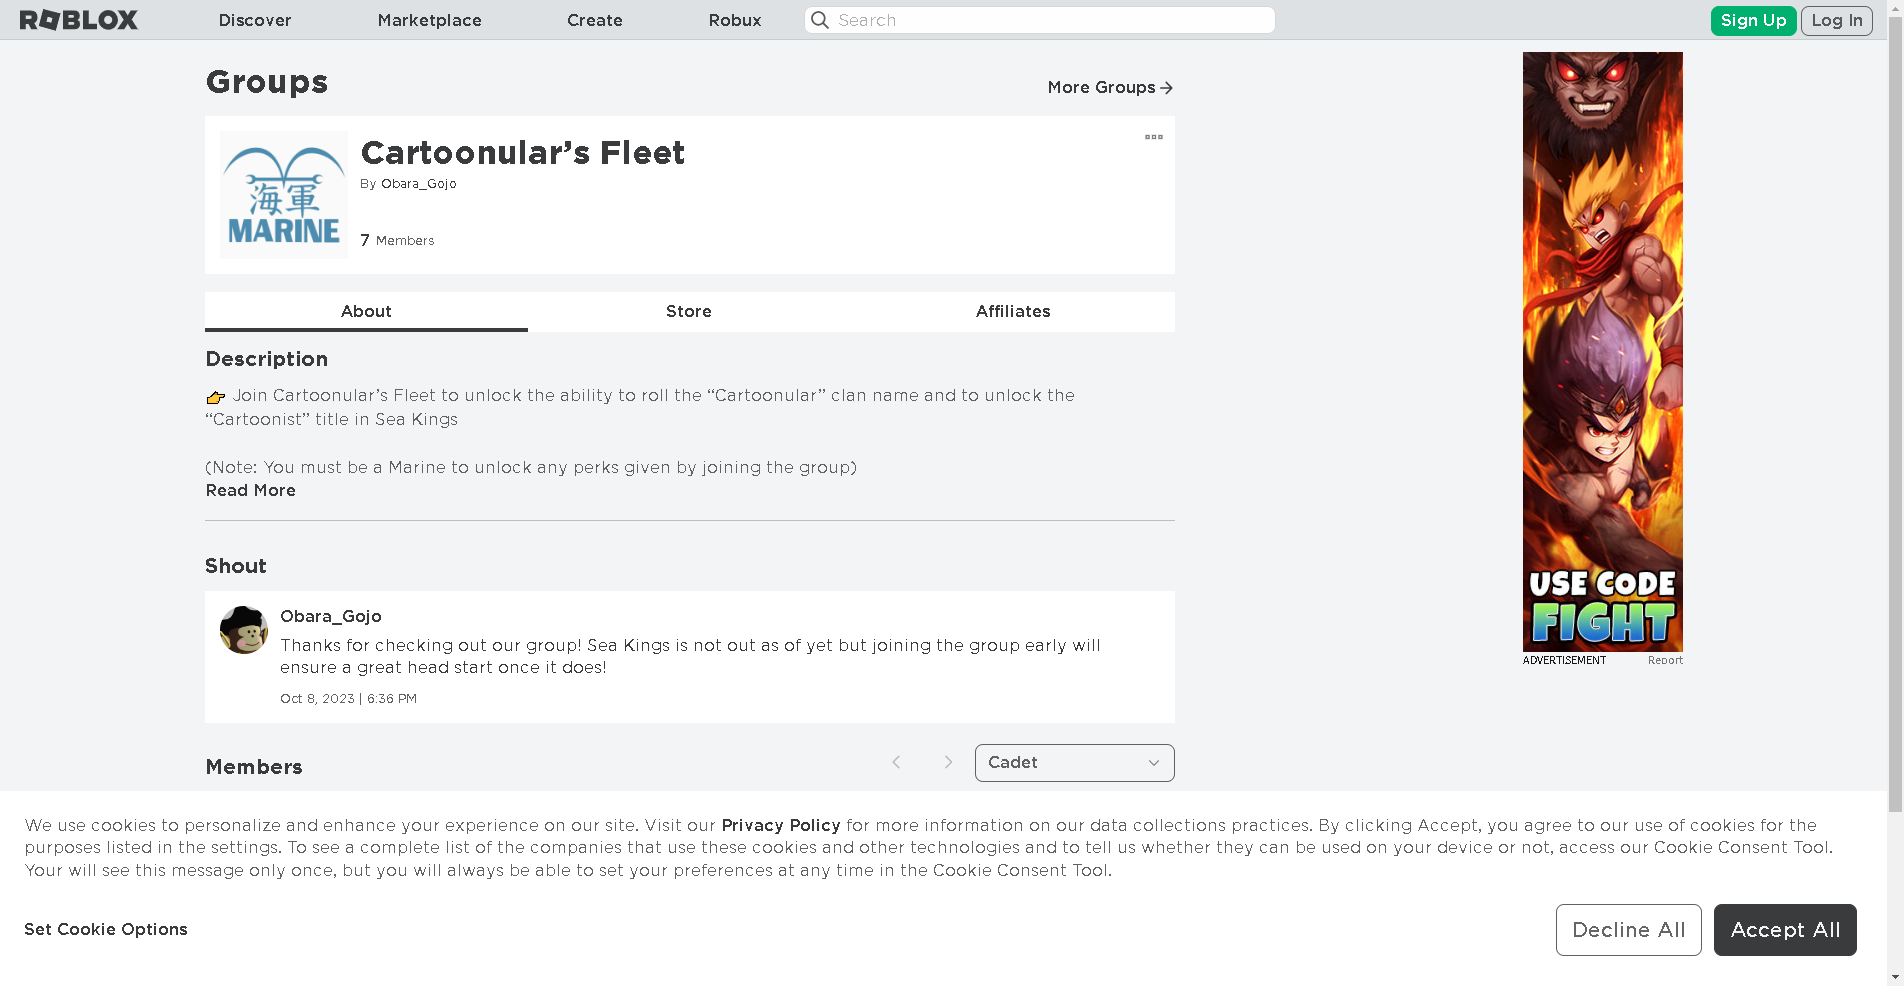 ROBLOX
Discover
Marketplace
Create
Robux
Search
Sign Up
Log In
Groups
More Groups
海軍
MARINE
Cartoonular’s Fleet
By Obara_Gojo
7 Members
About
Store
Affiliates
Description
👉 Join Cartoonular’s Fleet to unlock the ability to roll the “Cartoonular” clan name and to unlock the
“Cartoonist” title in Sea Kings
(Note: You must be a Marine to unlock any perks given by joining the group)
Read More
Shout
Obara_Gojo
Thanks for checking out our group! Sea Kings is not out as of yet but joining the group early will
ensure a great head start once it does!
Oct 8, 2023 | 6:36 PM
Members
Cadet
USE CODE
FIGHT
ADVERTISEMENT
Report
We use cookies to personalize and enhance your experience on our site. Visit our Privacy Policy for more information on our data collections practices. By clicking Accept, you agree to our use of cookies for the
purposes listed in the settings. To see a complete list of the companies that use these cookies and other technologies and to tell us whether they can be used on your device or not, access our Cookie Consent Tool.
Your will see this message only once, but you will always be able to set your preferences at any time in the Cookie Consent Tool.
Set Cookie Options
Decline All
Accept All